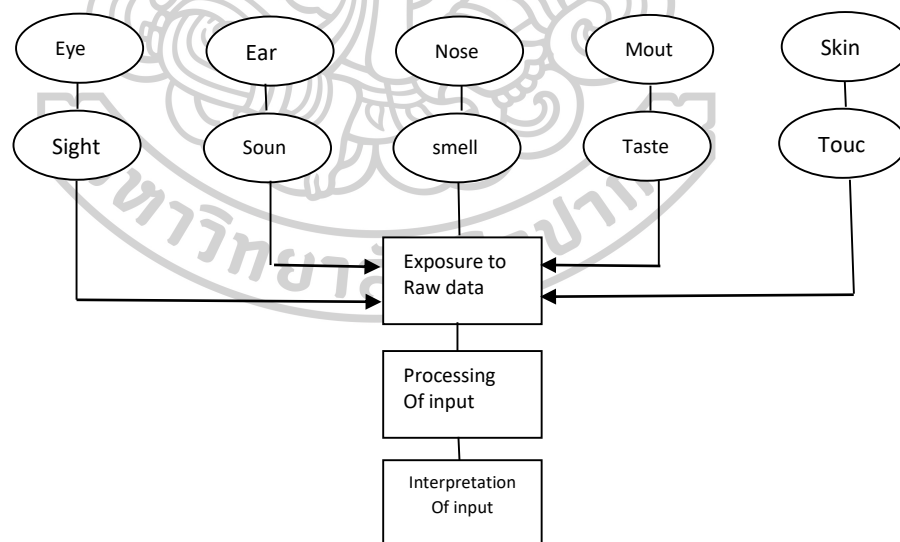 Eye
Ear
Nose
Mout
Skin
Sight
Soun
smell
Taste
Touc
Exposure to
Raw data
Processing
Of input
Interpretation
Of input